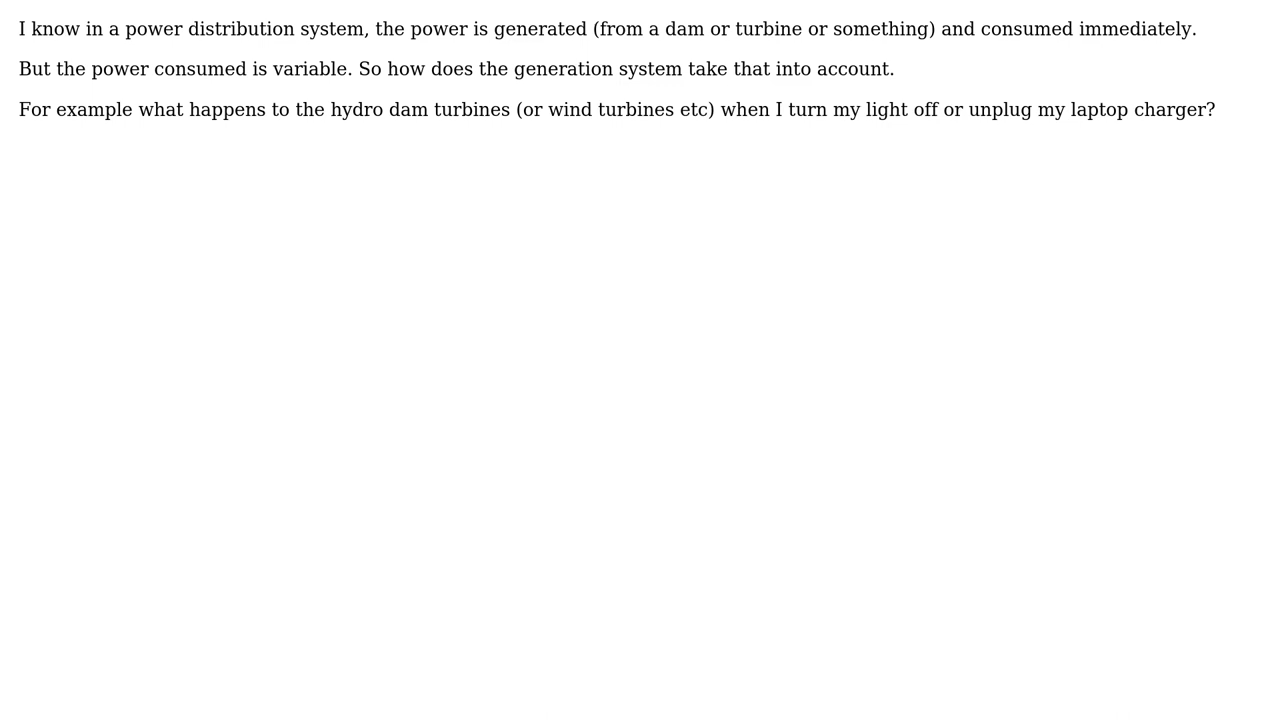 I know in a power distribution system, the power is generated (from a dam or turbine or something) and consumed immediately.
But the power consumed is variable. So how does the generation system take that into account.
For example what happens to the hydro dam turbines (or wind turbines etc) when I turn my light off or unplug my laptop charger?